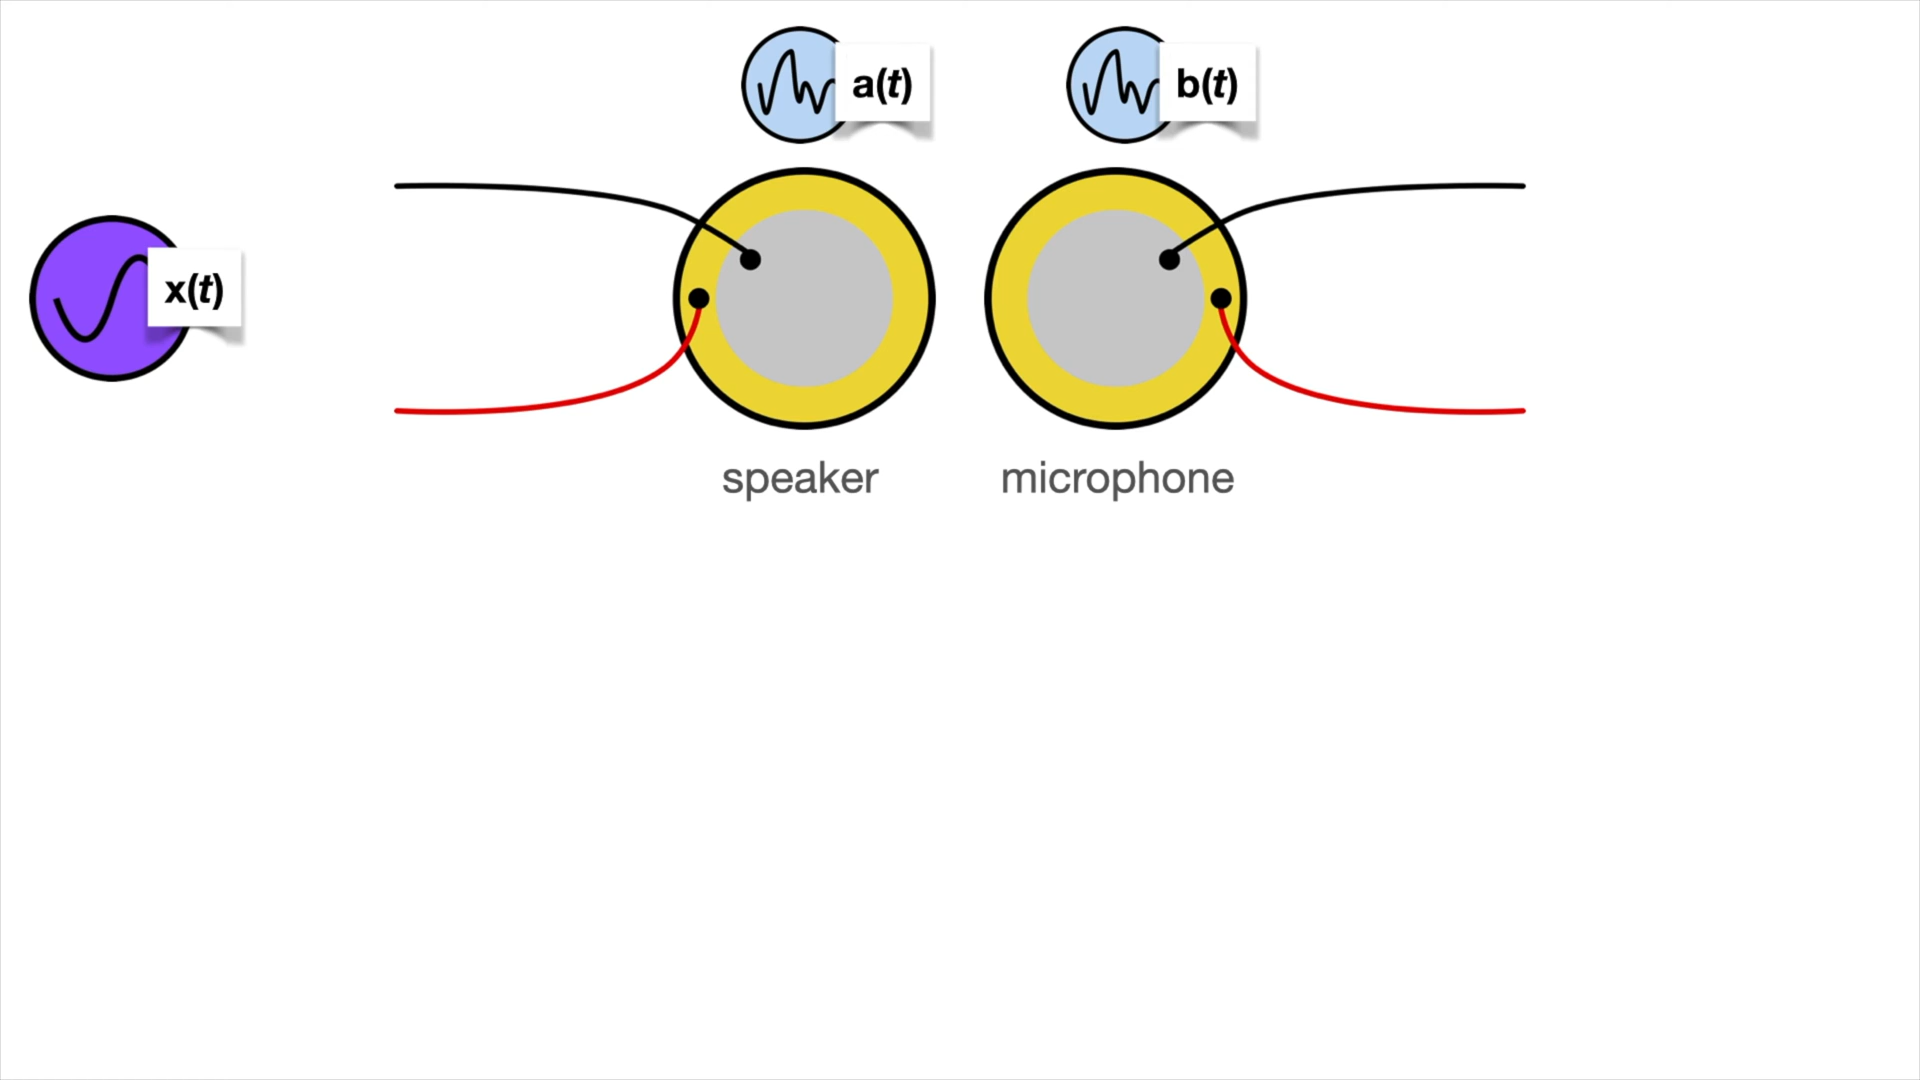 a(t)
b(t)
x(t)
speaker
microphone